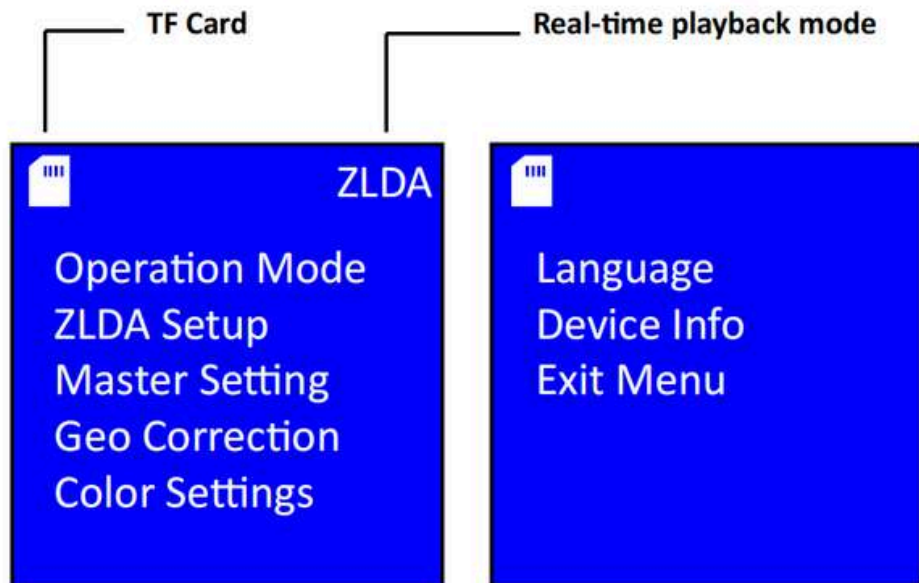 TF Card
Real-time playback mode
ZLDA
Operation Mode
ZLDA Setup
Master Setting
Geo Correction
Color Settings
Language
Device Info
Exit Menu